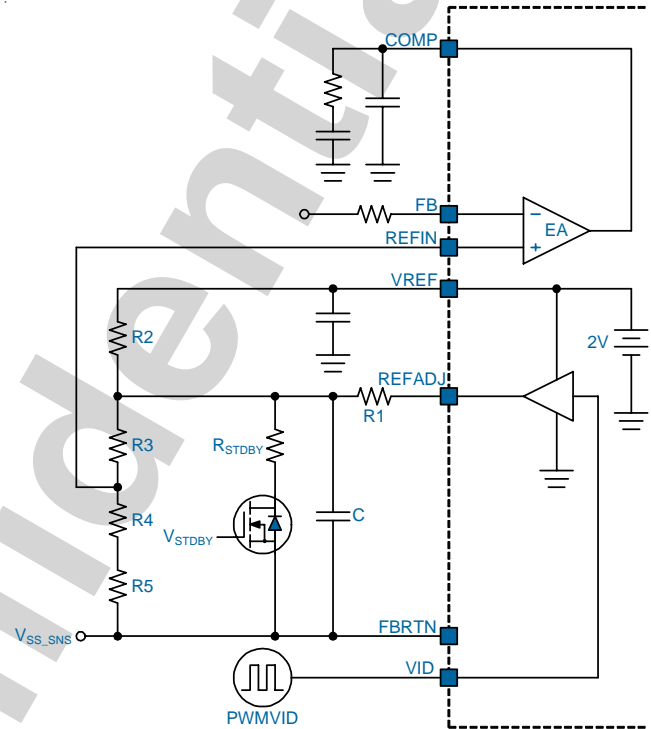 COMP
FB
EA
REFIN
VREF
R2
2V
REFADJ
R1
R3
RSTDBY
C
R4
VSTDBY
R5
FBRTN
VSS_SNS
VID
PWMVID